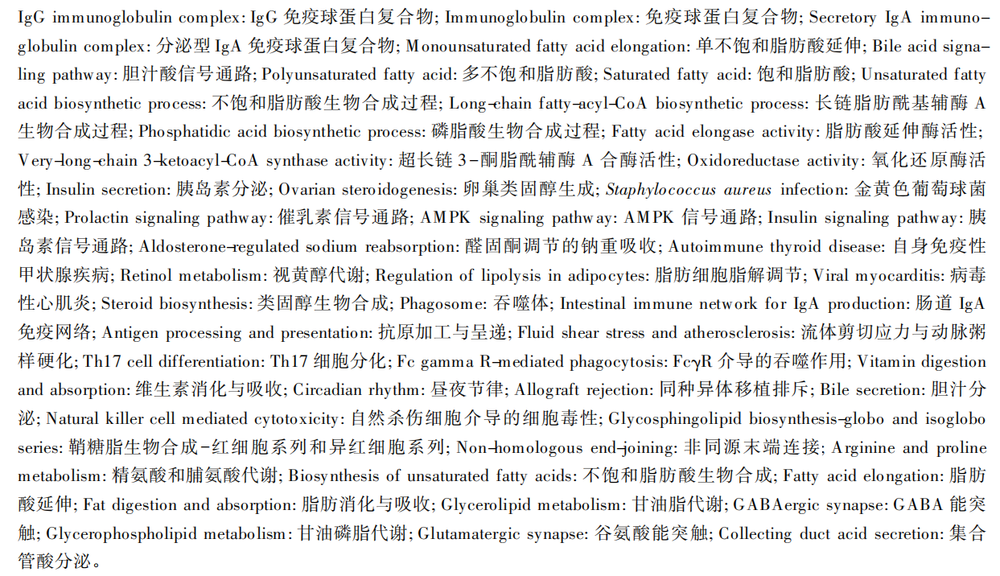 IgG immunoglobulin complex: IgG 免疫球蛋白复合物; Immunoglobulin complex: 免疫球蛋白复合物; Secretory IgA immuno-
globulin complex: 分泌型 IgA 免疫球蛋白复合物; Monounsaturated fatty acid elongation: 单不饱和脂肪酸延伸; Bile acid signa-
ling pathway: 胆汁酸信号通路; Polyunsaturated fatty acid: 多不饱和脂肪酸; Saturated fatty acid: 饱和脂肪酸; Unsaturated fatty
acid biosynthetic process: 不饱和脂肪酸生物合成过程; Long-chain fatty-acyl-CoA biosynthetic process: 长链脂肪酰基辅酶 A
生物合成过程; Phosphatidic acid biosynthetic process: 磷脂酸生物合成过程; Fatty acid elongase activity: 脂肪酸延伸酶活性;
Very-long-chain 3-ketoacyl-CoA synthase activity: 超长链 3-酮脂酰辅酶 A 合酶活性; Oxidoreductase activity: 氧化还原酶活
性; Insulin secretion: 胰岛素分泌; Ovarian steroidogenesis: 卵巢类固醇生成; Staphylococcus aureus infection: 金黄色葡萄球菌
感染; Prolactin signaling pathway: 催乳素信号通路; AMPK signaling pathway: AMPK 信号通路; Insulin signaling pathway: 胰
岛素信号通路; Aldosterone-regulated sodium reabsorption: 醛固酮调节的钠重吸收; Autoimmune thyroid disease: 自身免疫性
甲状腺疾病; Retinol metabolism: 视黄醇代谢; Regulation of lipolysis in adipocytes: 脂肪细胞脂解调节; Viral myocarditis: 病毒
性心肌炎; Steroid biosynthesis: 类固醇生物合成; Phagosome: 吞噬体; Intestinal immune network for IgA production: 肠道 IgA
免疫网络; Antigen processing and presentation: 抗原加工与呈递; Fluid shear stress and atherosclerosis: 流体剪切应力与动脉粥
样硬化; Th17 cell differentiation: Th17 细胞分化; Fc gamma R-mediated phagocytosis: FcγR 介导的吞噬作用; Vitamin digestion
and absorption: 维生素消化与吸收; Circadian rhythm: 昼夜节律; Allograft rejection: 同种异体移植排斥; Bile secretion: 胆汁分
泌; Natural killer cell mediated cytotoxicity: 自然杀伤细胞介导的细胞毒性; Glycosphingolipid biosynthesis-globo and isoglobo
series: 鞘糖脂生物合成-红细胞系列和异红细胞系列; Non-homologous end-joining: 非同源末端连接; Arginine and proline
metabolism: 精氨酸和脯氨酸代谢; Biosynthesis of unsaturated fatty acids: 不饱和脂肪酸生物合成; Fatty acid elongation: 脂肪
酸延伸; Fat digestion and absorption: 脂肪消化与吸收; Glycerolipid metabolism: 甘油脂代谢; GABAergic synapse: GABA 能突
触; Glycerophospholipid metabolism: 甘油磷脂代谢; Glutamatergic synapse: 谷氨酸能突触; Collecting duct acid secretion: 集合
管酸分泌。